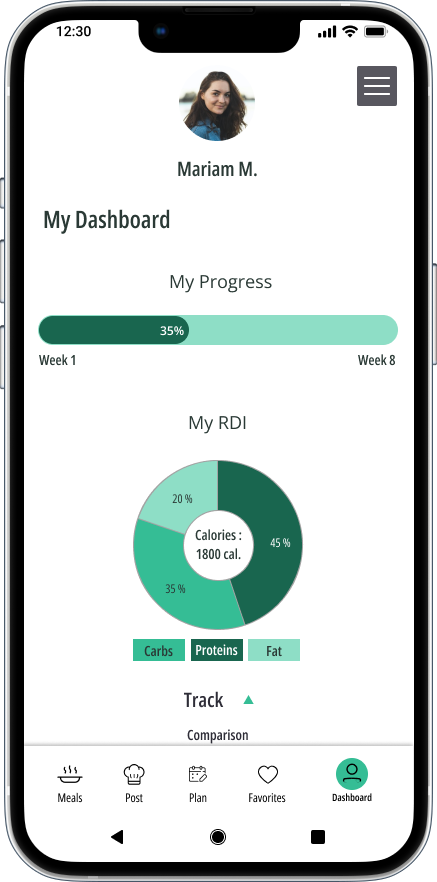 12:30
Mariam M.
My Dashboard
My Progress
35%
Week 1 Week 8
My RDI
20 %
45 %
Calories :
1800 cal.
35 %
Carbs Proteins Fat
Track
Comparison
Meals Post Plan Favorites Dashboard